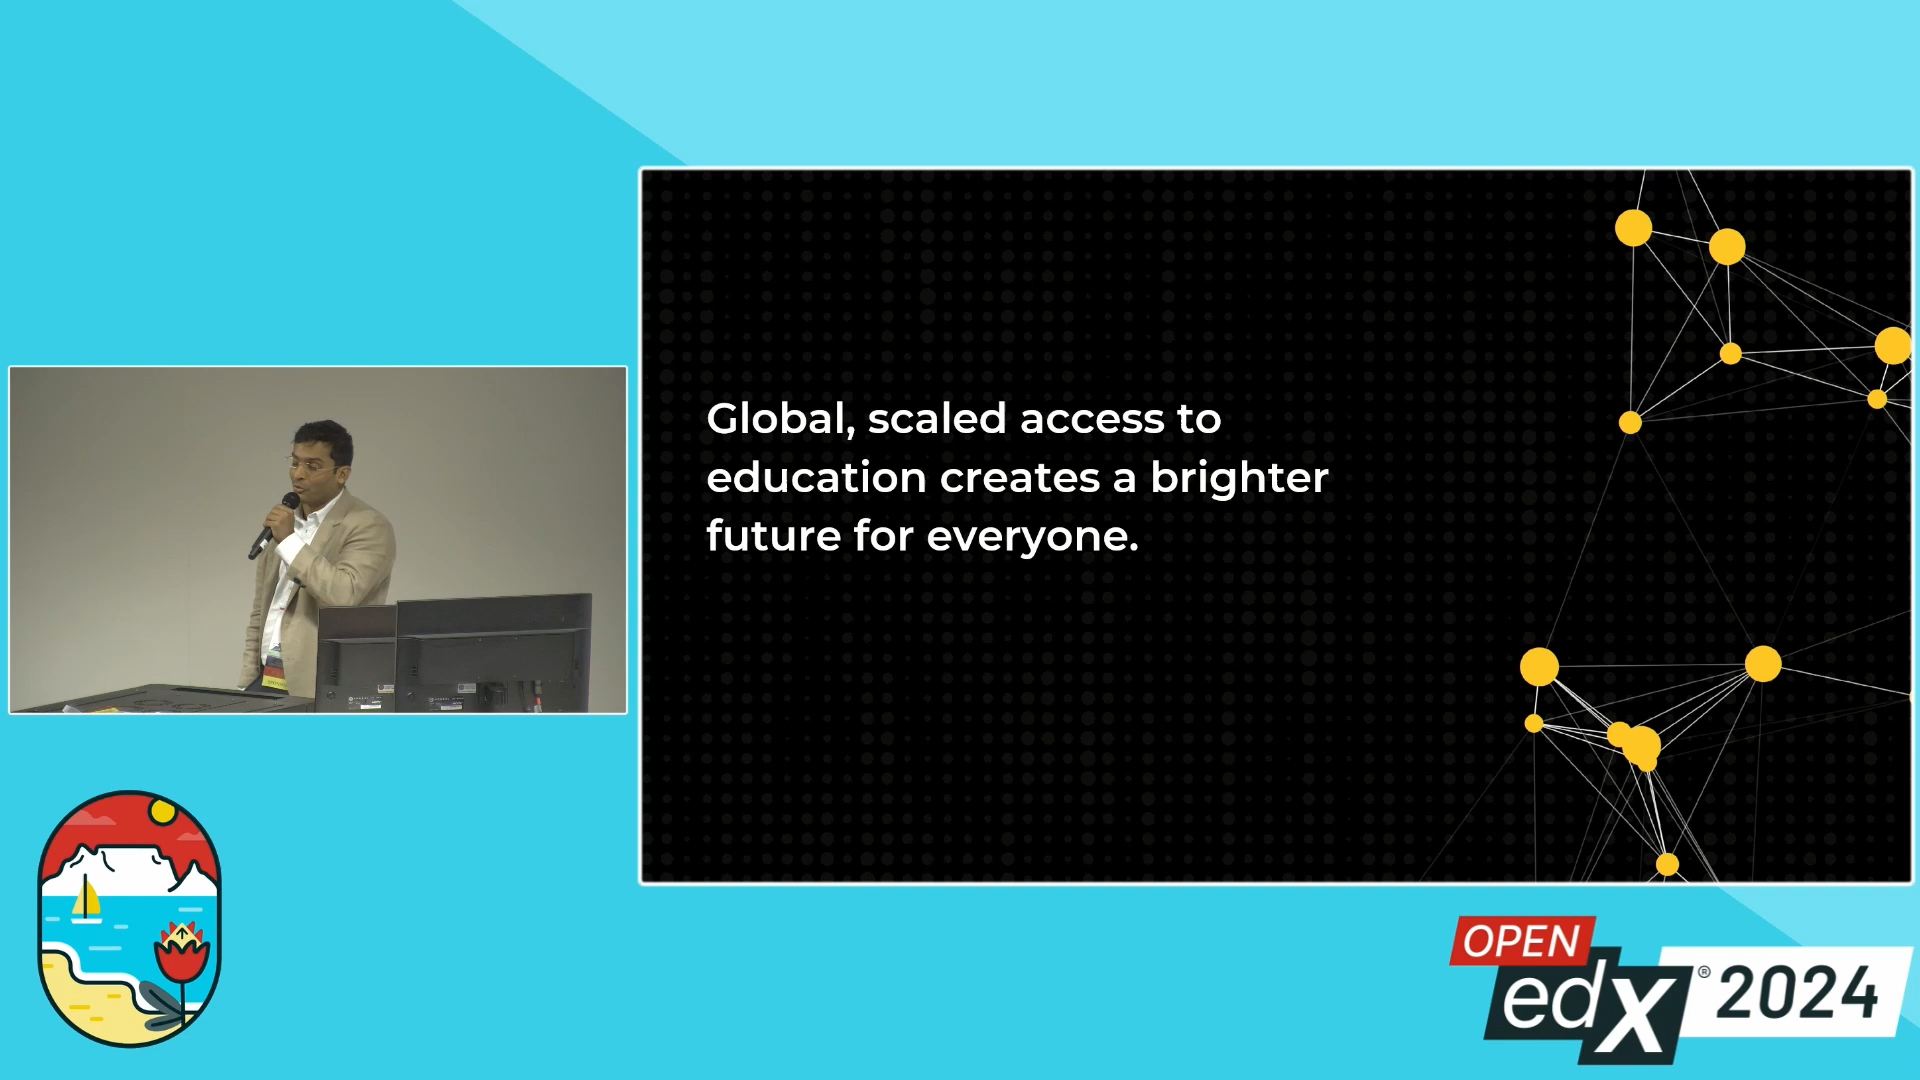 Global, scaled access to
education creates a brighter
future for everyone.
OPEN
edX® 2024